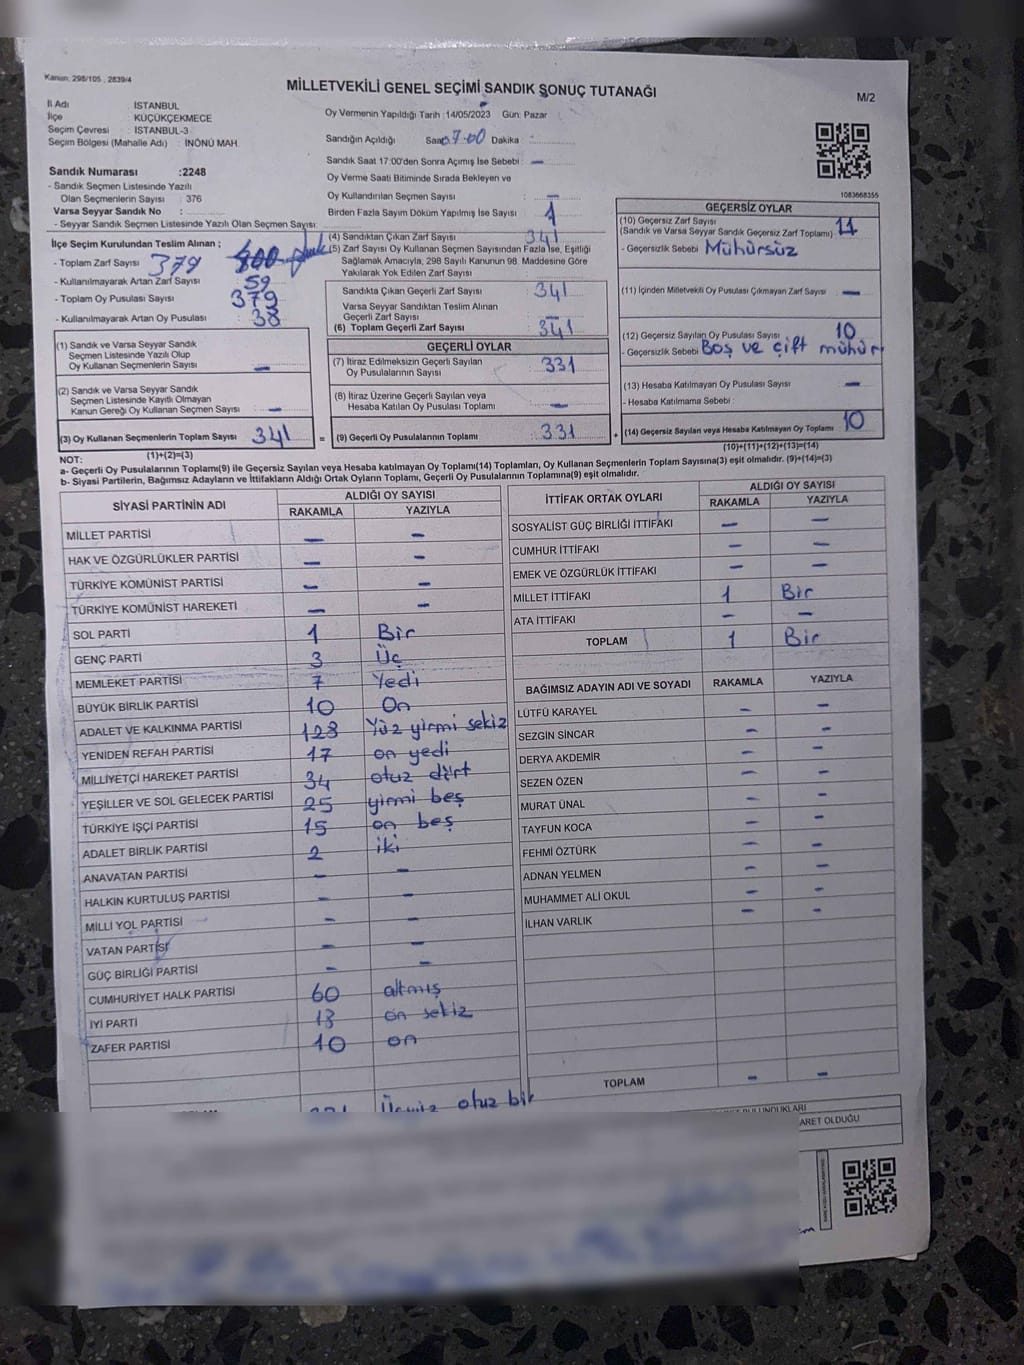 Kanun: 298/105 , 2839/4
MİLLETVEKİLİ GENEL SEÇİMİ SANDIK SONUÇ TUTANAĞI
M/2
İl Adı : İSTANBUL
İlçe : KÜÇÜKÇEKMECE
Seçim Çevresi : İSTANBUL-3
Seçim Bölgesi (Mahalle Adı) : İNÖNÜ MAH.
Oy Vermenin Yapıldığı Tarih :14/05/2023 Gün: Pazar
Sandığın Açıldığı Saat 17:00 Dakika :
Sandık Saat 17:00'den Sonra Açılmış İse Sebebi : –
Oy Verme Saati Bitiminde Sırada Bekleyen ve
Oy Kullandırılan Seçmen Sayısı : –
Birden Fazla Sayım Döküm Yapılmış İse Sayısı : 1
Sandık Numarası :2248
- Sandık Seçmen Listesinde Yazılı
Olan Seçmenlerin Sayısı : 376
Varsa Seyyar Sandık No :
- Seyyar Sandık Seçmen Listesinde Yazılı Olan Seçmen Sayısı:
1083668355
İlçe Seçim Kurulundan Teslim Alınan ;
- Toplam Zarf Sayısı 379 400
- Kullanılmayarak Artan Zarf Sayısı : 59
- Toplam Oy Pusulası Sayısı : 379
- Kullanılmayarak Artan Oy Pusulası : 38
(1) Sandık ve Varsa Seyyar Sandık
Seçmen Listesinde Yazılı Olup
Oy Kullanan Seçmenlerin Sayısı : –
(2) Sandık ve Varsa Seyyar Sandık
Seçmen Listesinde Kayıtlı Olmayan
Kanun Gereği Oy Kullanan Seçmen Sayısı : –
(3) Oy Kullanan Seçmenlerin Toplam Sayısı : 341
(1)+(2)=(3)
(4) Sandıktan Çıkan Zarf Sayısı : 341
(5) Zarf Sayısı Oy Kullanan Seçmen Sayısından Fazla İse, Eşitliği
Sağlamak Amacıyla, 298 Sayılı Kanunun 98. Maddesine Göre
Yakılarak Yok Edilen Zarf Sayısı :
Sandıkta Çıkan Geçerli Zarf Sayısı : 341
Varsa Seyyar Sandıktan Teslim Alınan
Geçerli Zarf Sayısı : –
(6) Toplam Geçerli Zarf Sayısı : 341
GEÇERLİ OYLAR
(7) İtiraz Edilmeksizin Geçerli Sayılan
Oy Pusulalarının Sayısı : 331
(8) İtiraz Üzerine Geçerli Sayılan veya
Hesaba Katılan Oy Pusulası Toplamı : –
= (9) Geçerli Oy Pusulalarının Toplamı : 331 +
GEÇERSİZ OYLAR
(10) Geçersiz Zarf Sayısı
(Sandık ve Varsa Seyyar Sandık Geçersiz Zarf Toplamı) : 11
- Geçersizlik Sebebi : Mühürsüz
(11) İçinden Milletvekili Oy Pusulası Çıkmayan Zarf Sayısı : –
(12) Geçersiz Sayılan Oy Pusulası Sayısı : 10
- Geçersizlik Sebebi : Boş ve çift mühür
(13) Hesaba Katılmayan Oy Pusulası Sayısı : –
- Hesaba Katılmama Sebebi :
(14) Geçersiz Sayılan veya Hesaba Katılmayan Oy Toplamı : 10
(10)+(11)+(12)+(13)=(14)
NOT:
a- Geçerli Oy Pusulalarının Toplamı(9) ile Geçersiz Sayılan veya Hesaba katılmayan Oy Toplamı(14) Toplamları, Oy Kullanan Seçmenlerin Toplam Sayısına(3) eşit olmalıdır. (9)+(14)=(3)
b- Siyasi Partilerin, Bağımsız Adayların ve İttifakların Aldığı Ortak Oyların Toplamı, Geçerli Oy Pusulalarının Toplamına(9) eşit olmalıdır.
SİYASİ PARTİNİN ADI ALDIĞI OY SAYISI
RAKAMLA YAZIYLA
MİLLET PARTİSİ – –
HAK VE ÖZGÜRLÜKLER PARTİSİ – –
TÜRKİYE KOMÜNİST PARTİSİ – –
TÜRKİYE KOMÜNİST HAREKETİ – –
SOL PARTİ 1 Bir
GENÇ PARTİ 3 Üç
MEMLEKET PARTİSİ 7 Yedi
BÜYÜK BİRLİK PARTİSİ 10 On
ADALET VE KALKINMA PARTİSİ 128 Yüz yirmi sekiz
YENİDEN REFAH PARTİSİ 17 on yedi
MİLLİYETÇİ HAREKET PARTİSİ 34 otuz dört
YEŞİLLER VE SOL GELECEK PARTİSİ 25 yirmi beş
TÜRKİYE İŞÇİ PARTİSİ 15 on beş
ADALET BİRLİK PARTİSİ 2 iki
ANAVATAN PARTİSİ – –
HALKIN KURTULUŞ PARTİSİ – –
MİLLİ YOL PARTİSİ – –
VATAN PARTİSİ – –
GÜÇ BİRLİĞİ PARTİSİ – –
CUMHURİYET HALK PARTİSİ 60 altmış
İYİ PARTİ 18 on sekiz
ZAFER PARTİSİ 10 on
otuz bir
İTTİFAK ORTAK OYLARI ALDIĞI OY SAYISI
RAKAMLA YAZIYLA
SOSYALİST GÜÇ BİRLİĞİ İTTİFAKI – –
CUMHUR İTTİFAKI – –
EMEK VE ÖZGÜRLÜK İTTİFAKI – –
MİLLET İTTİFAKI 1 Bir
ATA İTTİFAKI – –
TOPLAM 1 Bir
BAĞIMSIZ ADAYIN ADI VE SOYADI RAKAMLA YAZIYLA
LÜTFÜ KARAYEL – –
SEZGİN SİNCAR – –
DERYA AKDEMİR – –
SEZEN ÖZEN – –
MURAT ÜNAL – –
TAYFUN KOCA – –
FEHMİ ÖZTÜRK – –
ADNAN YELMEN – –
MUHAMMET ALİ OKUL – –
İLHAN VARLIK – –
TOPLAM – –
ARET OLDUĞU